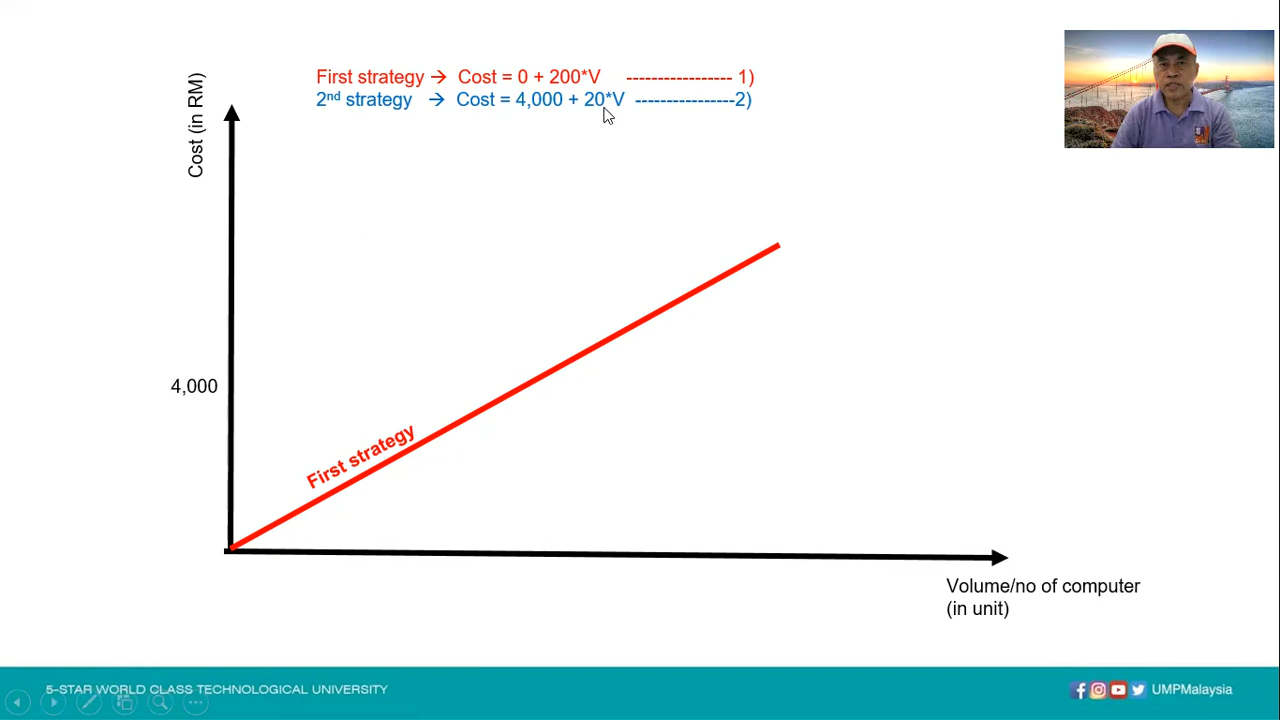 First strategy → Cost = 0 + 200*V ----------------- 1)
2nd strategy → Cost = 4,000 + 20*V ----------------2)
Cost (in RM)
4,000
First strategy
Volume/no of computer
(in unit)
5-STAR WORLD CLASS TECHNOLOGICAL UNIVERSITY
UMPMalaysia